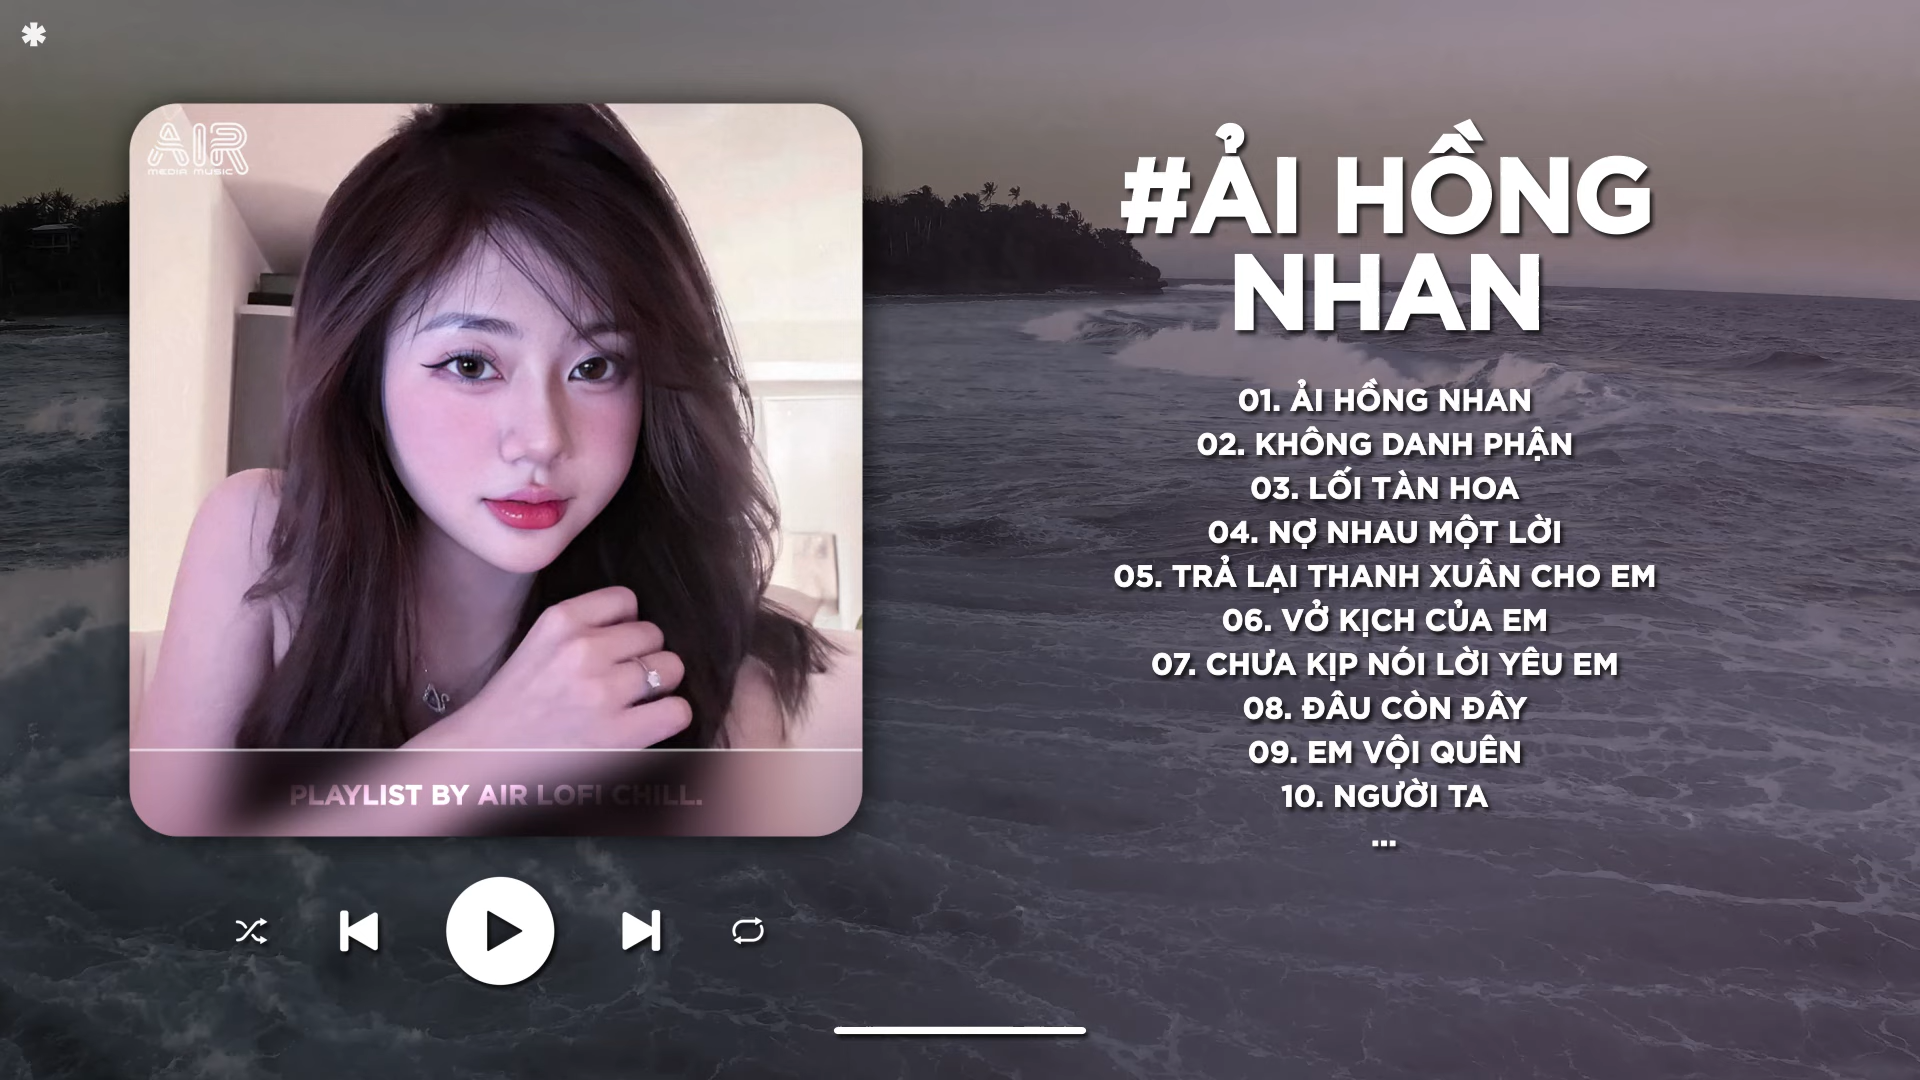 AIR
MEDIA MUSIC
PLAYLIST BY AIR LOFI CHILL.
#ẢI HỒNG
NHAN
01. ẢI HỒNG NHAN
02. KHÔNG DANH PHẬN
03. LỐI TÀN HOA
04. NỢ NHAU MỘT LỜI
05. TRẢ LẠI THANH XUÂN CHO EM
06. VỞ KỊCH CỦA EM
07. CHƯA KỊP NÓI LỜI YÊU EM
08. ĐÂU CÒN ĐÂY
09. EM VỘI QUÊN
10. NGƯỜI TA
...